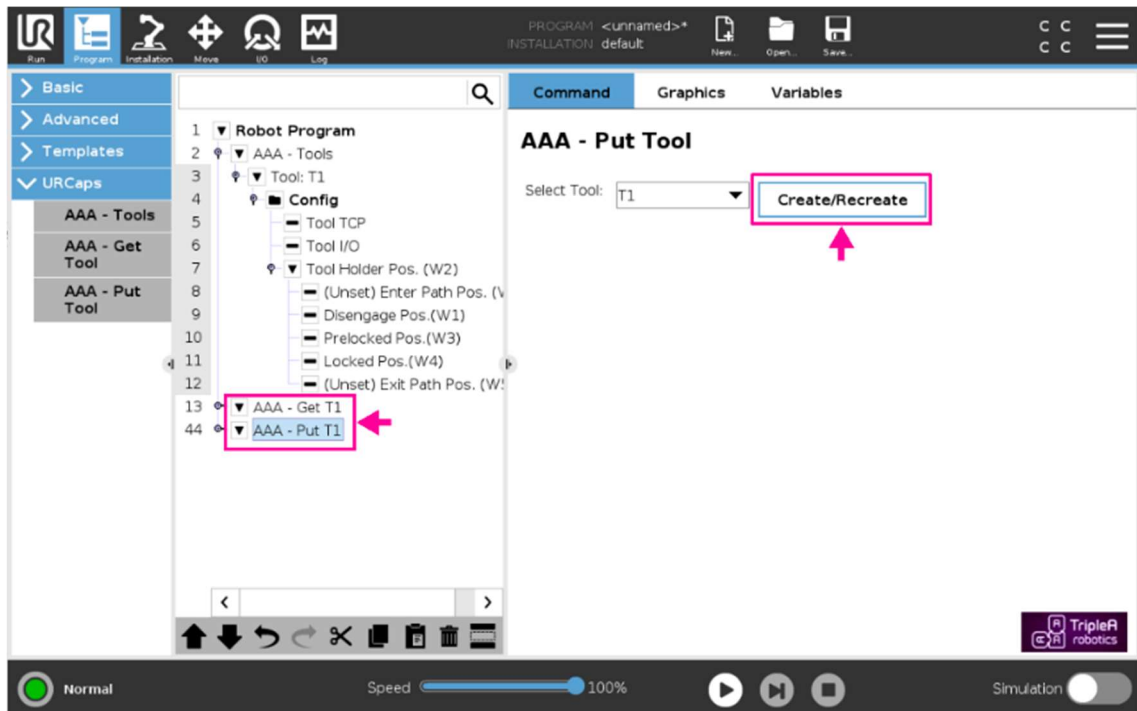 UR
PROGRAM <unnamed>*
INSTALLATION default
Run
Program
Installation
Move
I/O
Log
New...
Open...
Save...
C C
C C
Basic
Advanced
Templates
URCaps
AAA - Tools
AAA - Get
Tool
AAA - Put
Tool
1 Robot Program
2 AAA - Tools
3 Tool: T1
4 Config
5 Tool TCP
6 Tool I/O
7 Tool Holder Pos. (W2)
8 (Unset) Enter Path Pos. (W
9 Disengage Pos.(W1)
10 Prelocked Pos.(W3)
11 Locked Pos.(W4)
12 (Unset) Exit Path Pos. (W5
13 AAA - Get T1
44 AAA - Put T1
Command Graphics Variables
AAA - Put Tool
Select Tool: T1 Create/Recreate
TripleA
robotics
Normal
Speed 100%
Simulation